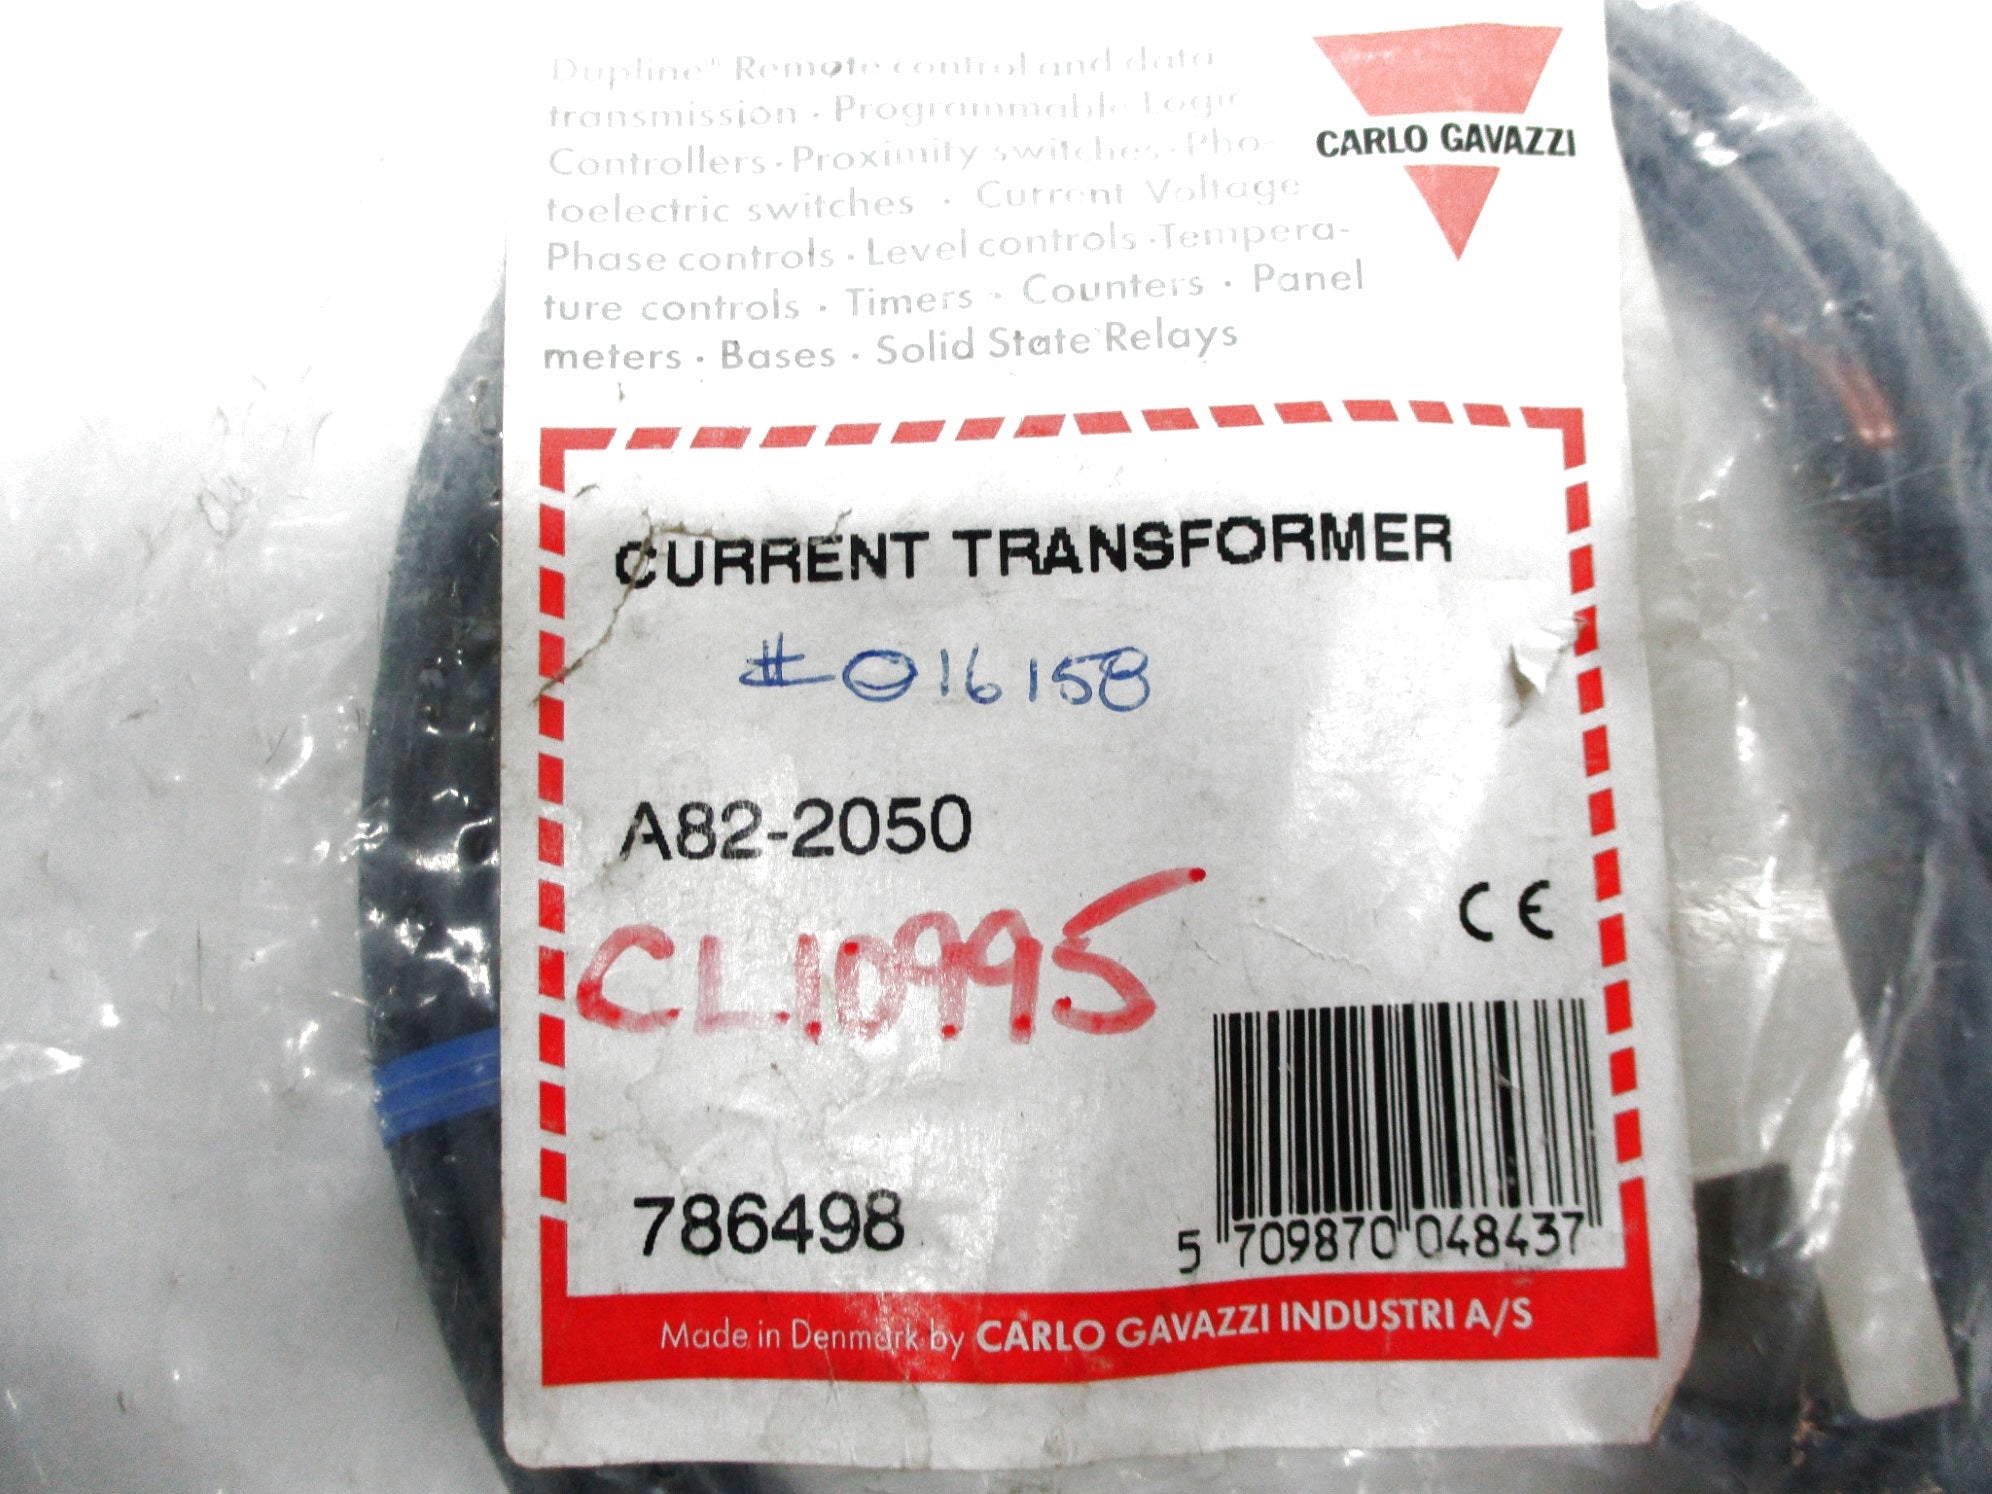 Dupline® Remote control and data
transmission · Programmable Logic
Controllers · Proximity switches · Pho-
toelectric switches · Current Voltage
Phase controls · Level controls · Tempera-
ture controls · Timers · Counters · Panel
meters · Bases · Solid State Relays
CARLO GAVAZZI
CURRENT TRANSFORMER
#016158
A82-2050
CL10995
CE
786498
5 709870 048437
Made in Denmark by CARLO GAVAZZI INDUSTRI A/S